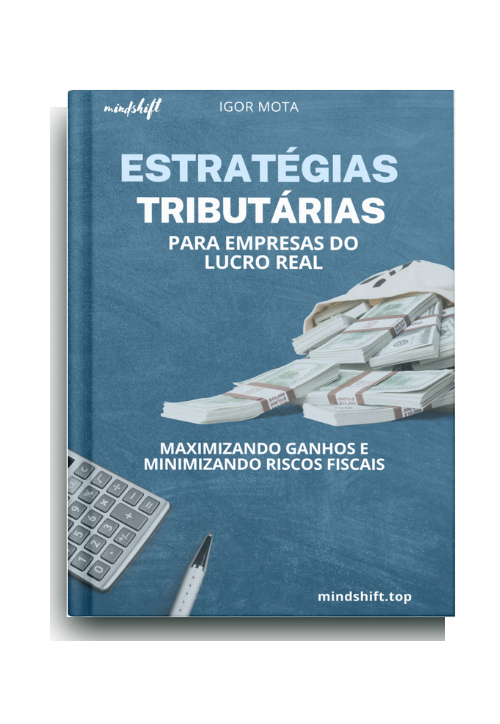 mindshift
IGOR MOTA
ESTRATÉGIAS
TRIBUTÁRIAS
PARA EMPRESAS DO
LUCRO REAL
MAXIMIZANDO GANHOS E
MINIMIZANDO RISCOS FISCAIS
mindshift.top